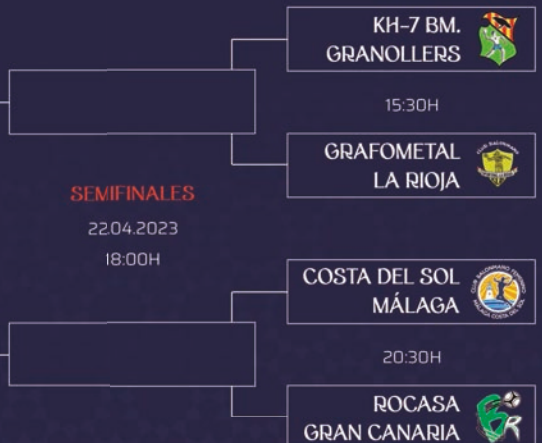 KH-7 BM.
GRANOLLERS
15:30H
GRAFOMETAL
LA RIOJA
SEMIFINALES
22.04.2023
18:00H
COSTA DEL SOL
MÁLAGA
20:30H
ROCASA
GRAN CANARIA